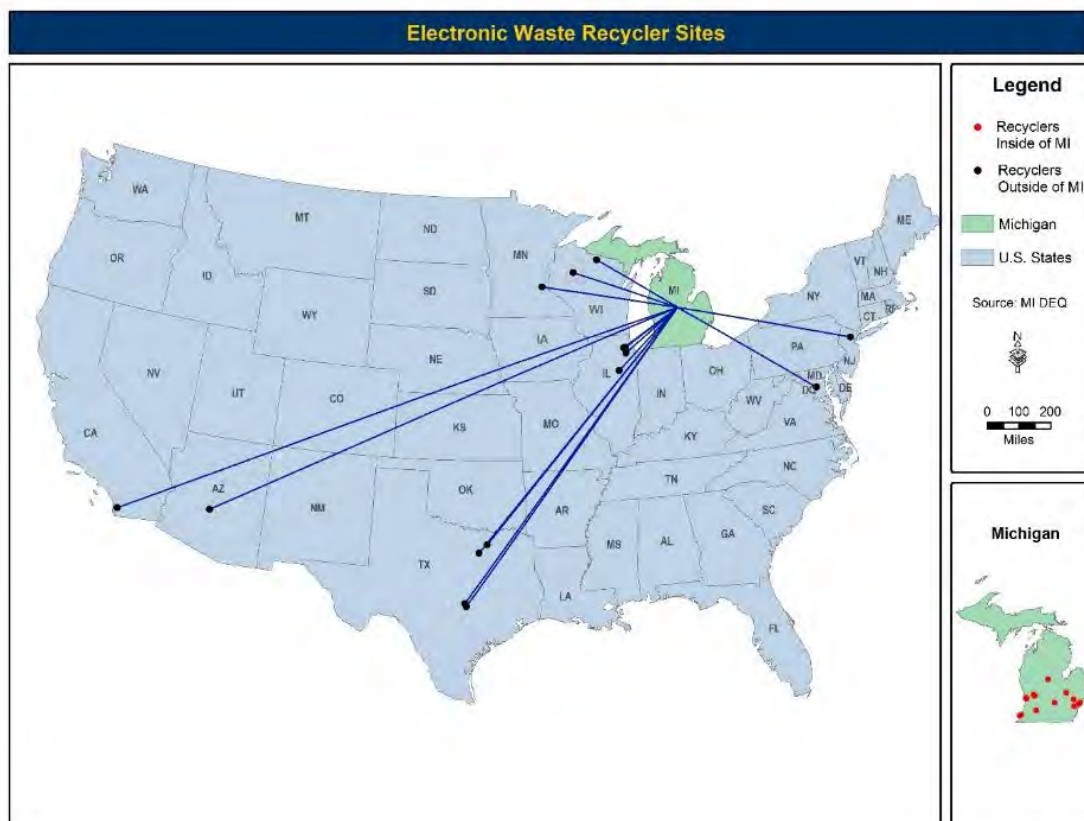 Electronic Waste Recycler Sites
WA
OR
CA
NV
ID
MT
WY
UT
AZ
CO
NM
ND
SD
NE
KS
OK
TX
MN
IA
MO
AR
LA
WI
IL
MI
IN
OH
KY
TN
MS
AL
GA
FL
SC
NC
VA
WV
PA
NY
VT
NH
ME
MA
CT
RI
NJ
MD
DC
DE
Legend
Recyclers
Inside of MI
Recyclers
Outside of MI
Michigan
U.S. States
Source: MI DEQ
N
0 100 200
Miles
Michigan